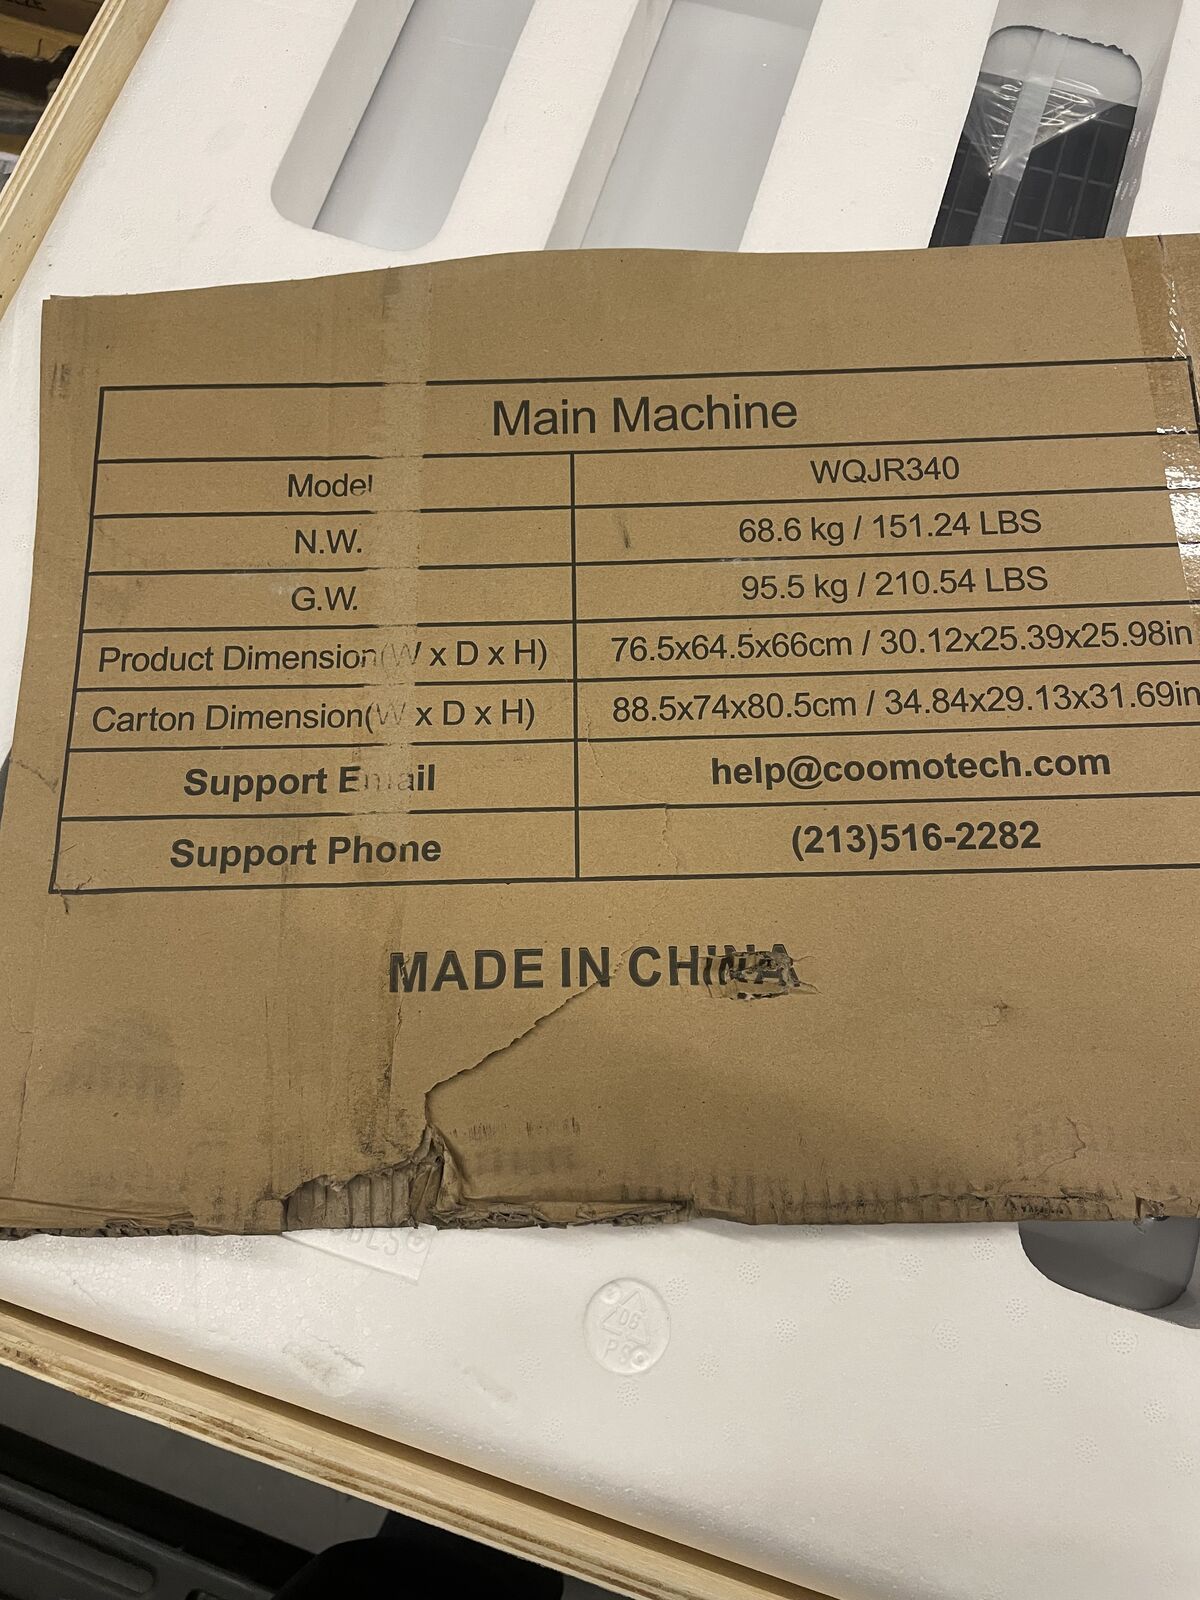 Main Machine
Model WQJR340
N.W. 68.6 kg / 151.24 LBS
G.W. 95.5 kg / 210.54 LBS
Product Dimension(W x D x H) 76.5x64.5x66cm / 30.12x25.39x25.98in
Carton Dimension(W x D x H) 88.5x74x80.5cm / 34.84x29.13x31.69in
Support Email help@coomotech.com
Support Phone (213)516-2282
MADE IN CHINA
06
PS